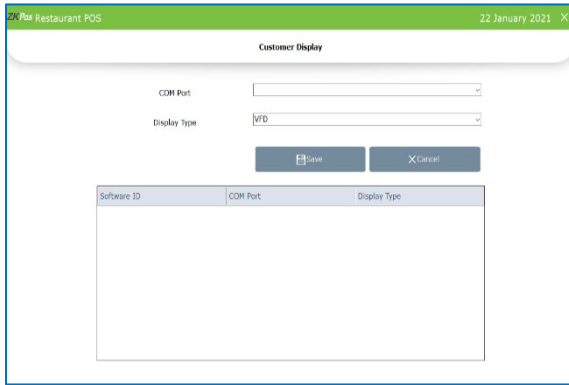 ZKPos Restaurant POS 22 January 2021 X
Customer Display
COM Port
Display Type VFD
Save Cancel
Software ID COM Port Display Type